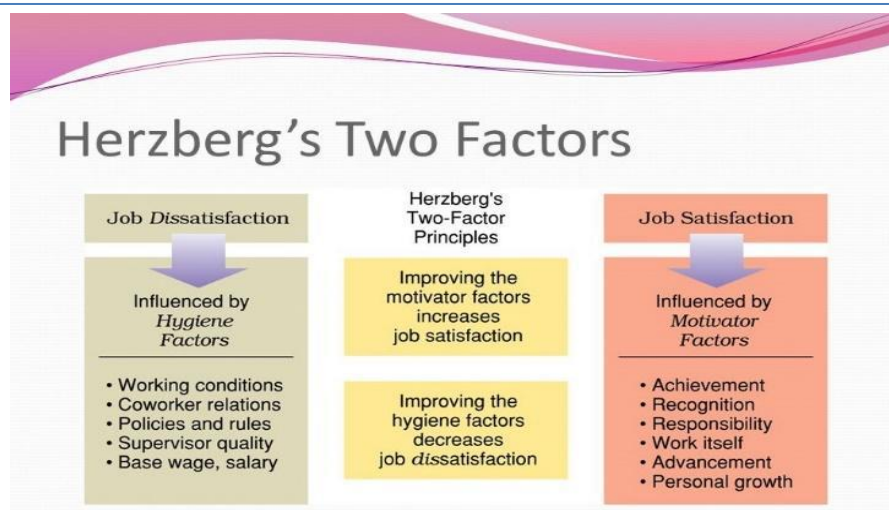 Herzberg's Two Factors
Job Dissatisfaction
Influenced by
Hygiene
Factors
• Working conditions
• Coworker relations
• Policies and rules
• Supervisor quality
• Base wage, salary
Herzberg's
Two-Factor
Principles
Improving the
motivator factors
increases
job satisfaction
Improving the
hygiene factors
decreases
job dissatisfaction
Job Satisfaction
Influenced by
Motivator
Factors
• Achievement
• Recognition
• Responsibility
• Work itself
• Advancement
• Personal growth